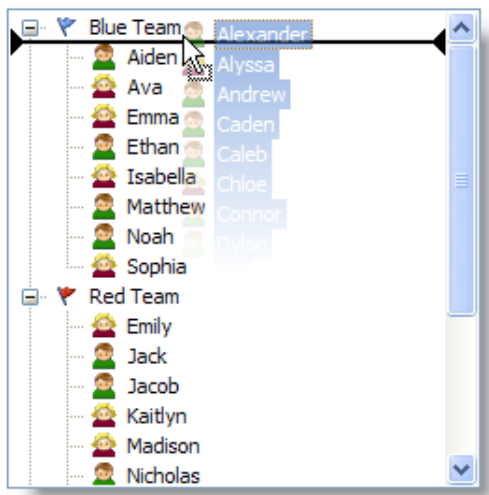 Blue Team
Alexander
Aiden
Alyssa
Ava
Andrew
Emma
Caden
Ethan
Caleb
Isabella
Chloe
Matthew
Connor
Noah
Dylan
Sophia
Red Team
Emily
Jack
Jacob
Kaitlyn
Madison
Nicholas